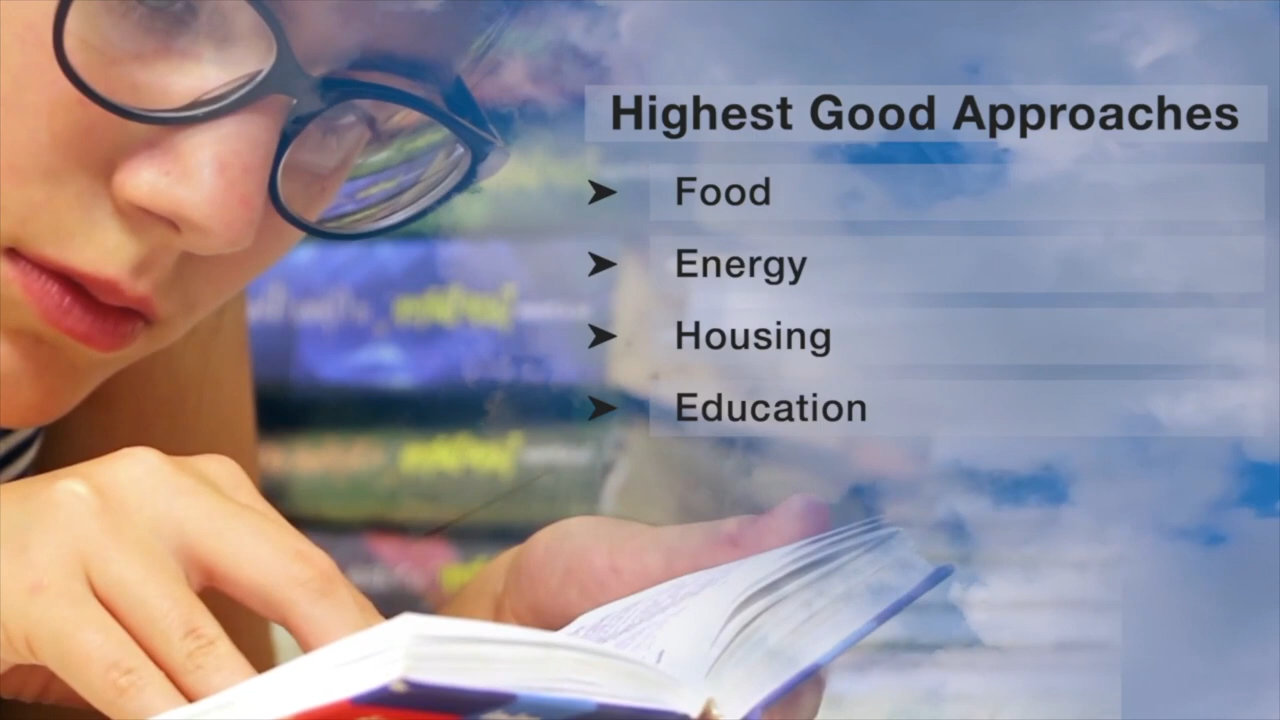 Highest Good Approaches
➤ Food
➤ Energy
➤ Housing
➤ Education